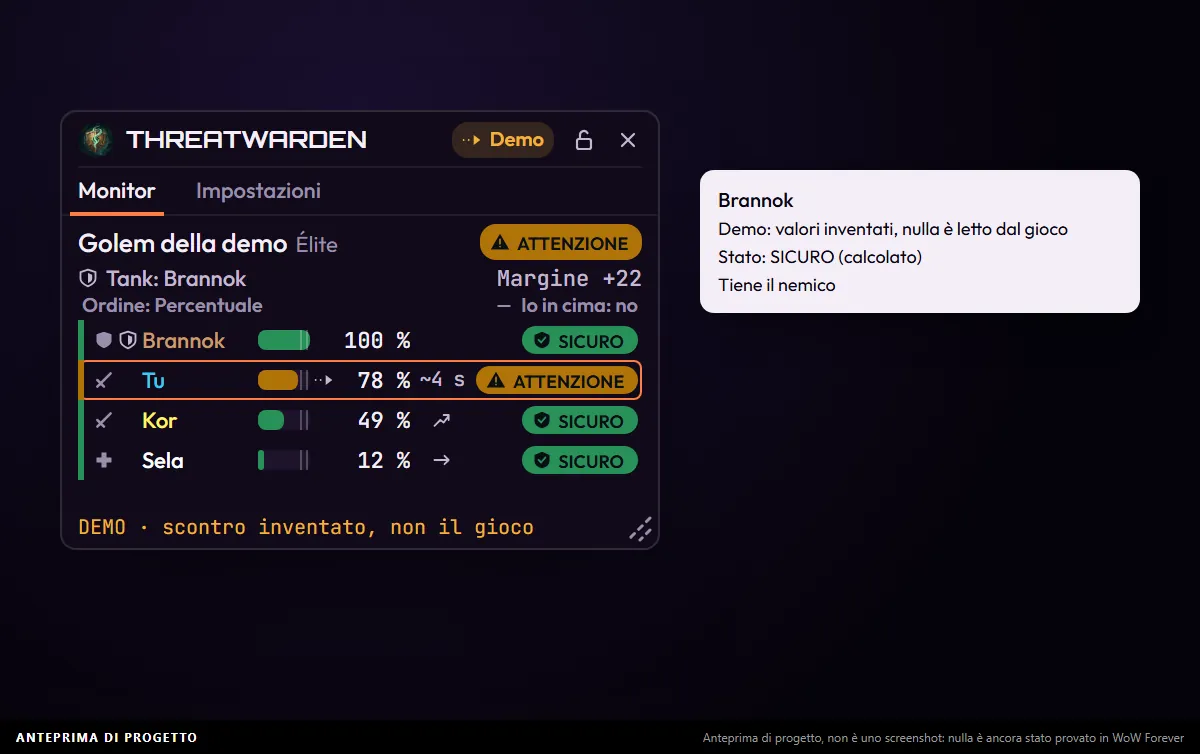 THREATWARDEN
Demo
Monitor Impostazioni
Golem della demo Élite
ATTENZIONE
Tank: Brannok
Margine +22
Ordine: Percentuale
— Io in cima: no
Brannok 100 % SICURO
Tu 78 % ~4 s ATTENZIONE
Kor 49 % SICURO
Sela 12 % SICURO
DEMO · scontro inventato, non il gioco
Brannok
Demo: valori inventati, nulla è letto dal gioco
Stato: SICURO (calcolato)
Tiene il nemico
ANTEPRIMA DI PROGETTO
Anteprima di progetto, non è uno screenshot: nulla è ancora stato provato in WoW Forever